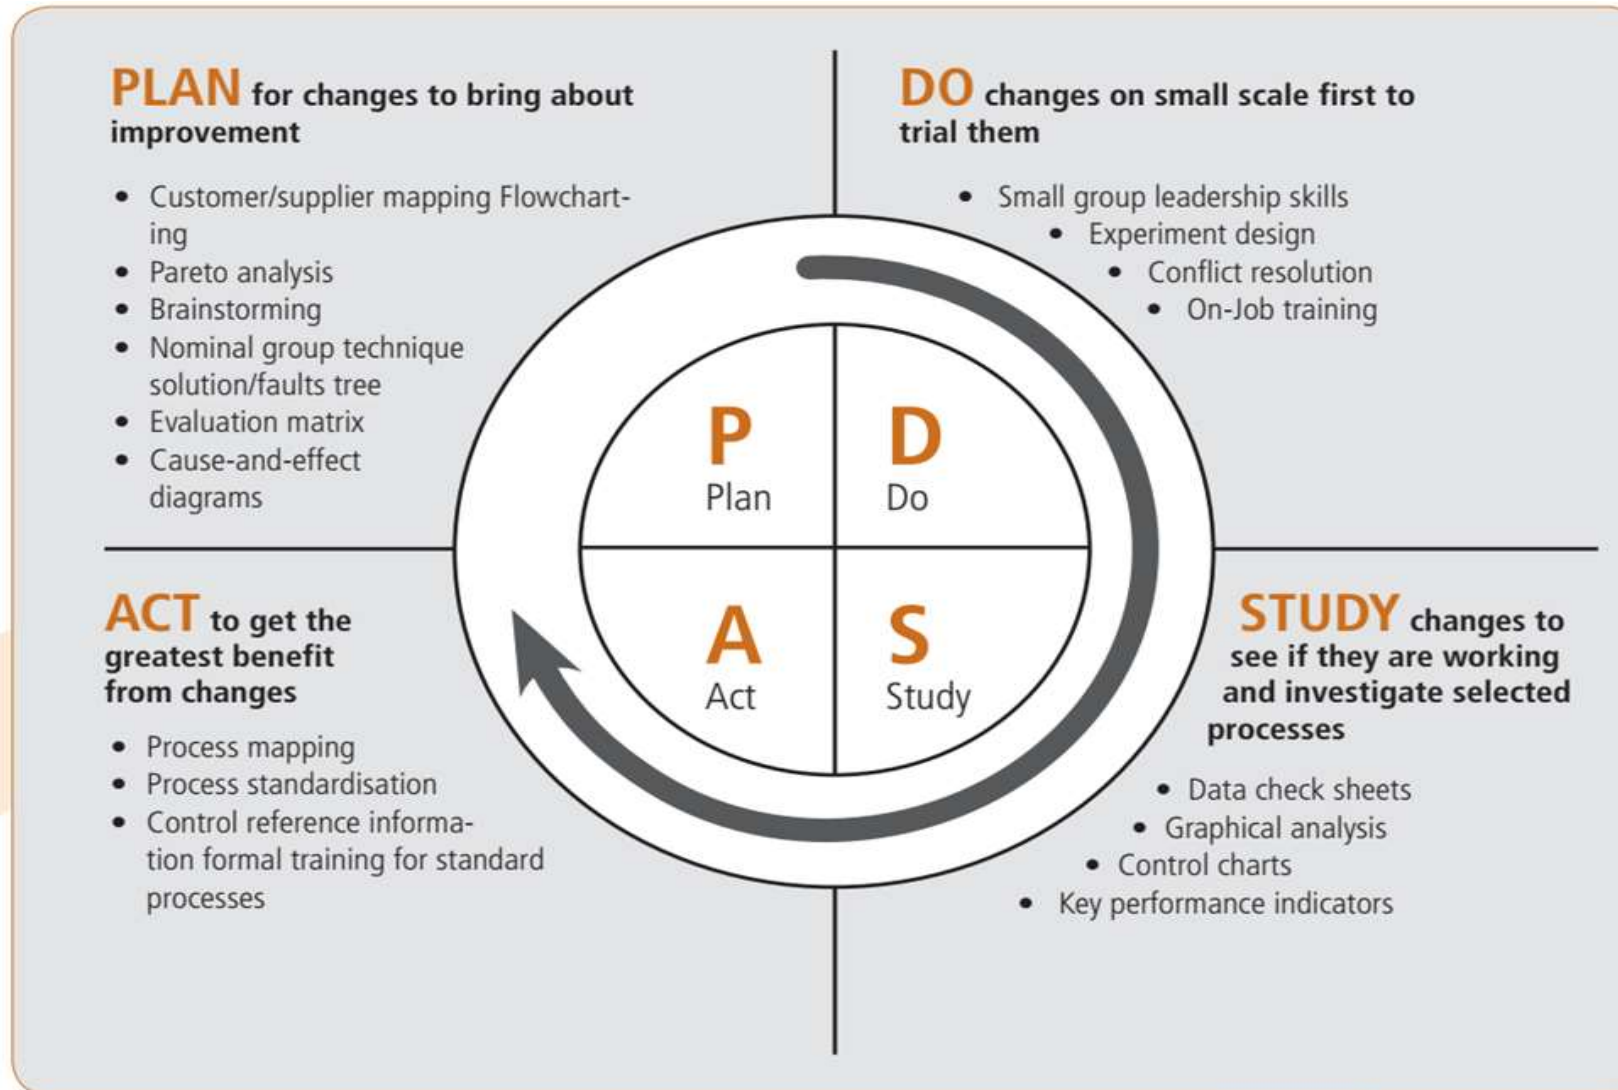 PLAN for changes to bring about
improvement
• Customer/supplier mapping Flowchart-
ing
• Pareto analysis
• Brainstorming
• Nominal group technique
solution/faults tree
• Evaluation matrix
• Cause-and-effect
diagrams
DO changes on small scale first to
trial them
• Small group leadership skills
• Experiment design
• Conflict resolution
• On-Job training
P
Plan
D
Do
A
Act
S
Study
ACT to get the
greatest benefit
from changes
• Process mapping
• Process standardisation
• Control reference informa-
tion formal training for standard
processes
STUDY changes to
see if they are working
and investigate selected
processes
• Data check sheets
• Graphical analysis
• Control charts
• Key performance indicators